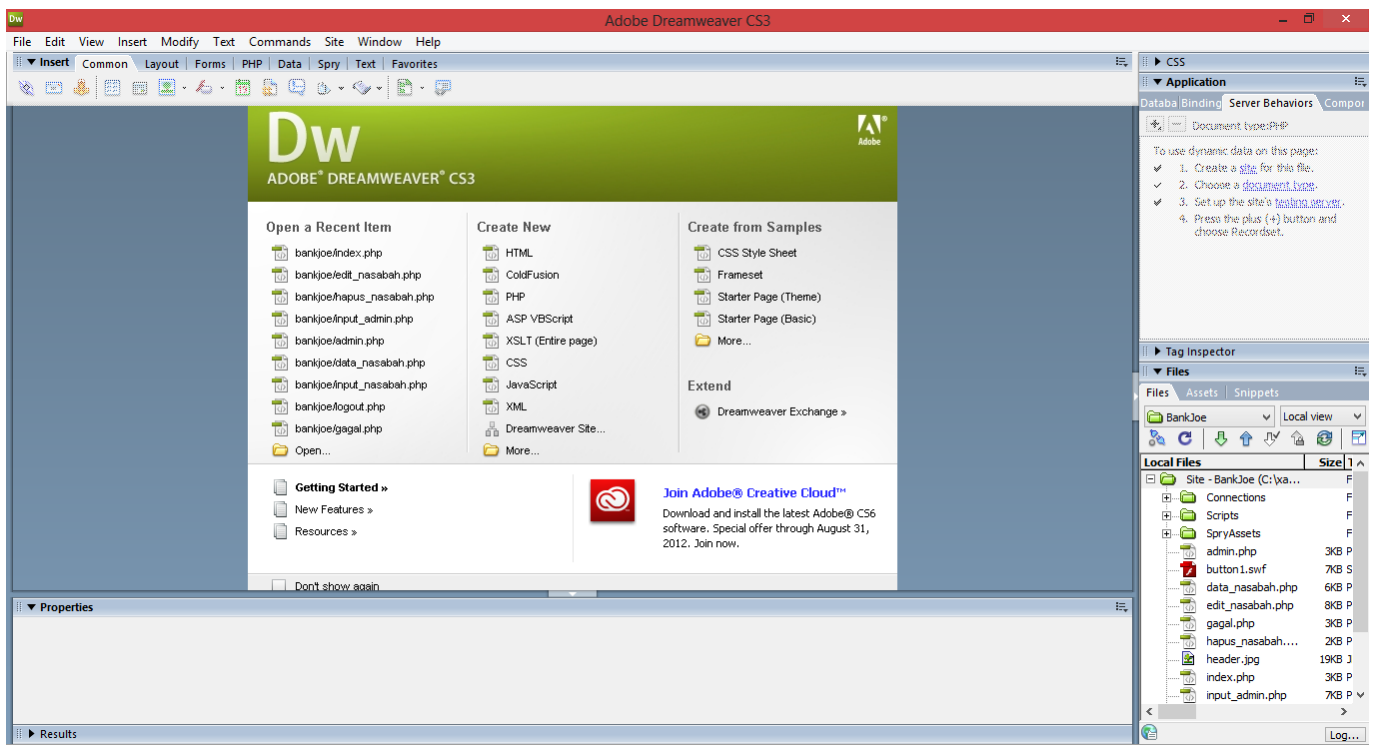 Dw
Adobe Dreamweaver CS3
File Edit View Insert Modify Text Commands Site Window Help
Insert Common Layout Forms PHP Data Spry Text Favorites
Dw
Adobe
ADOBE® DREAMWEAVER® CS3
Open a Recent Item
bankjoe/index.php
bankjoe/edit_nasabah.php
bankjoe/hapus_nasabah.php
bankjoe/input_admin.php
bankjoe/admin.php
bankjoe/data_nasabah.php
bankjoe/input_nasabah.php
bankjoe/logout.php
bankjoe/gagal.php
Open...
Create New
HTML
ColdFusion
PHP
ASP VBScript
XSLT (Entire page)
CSS
JavaScript
XML
Dreamweaver Site...
More...
Create from Samples
CSS Style Sheet
Frameset
Starter Page (Theme)
Starter Page (Basic)
More...
Extend
Dreamweaver Exchange »
Getting Started »
New Features »
Resources »
Join Adobe® Creative Cloud™
Download and install the latest Adobe® CS6
software. Special offer through August 31,
2012. Join now.
Don't show again
Properties
Results
CSS
Application
Databa Binding Server Behaviors Compor
Document type:PHP
To use dynamic data on this page:
1. Create a site for this file.
2. Choose a document type.
3. Set up the site's testing server.
4. Press the plus (+) button and
choose Recordset.
Tag Inspector
Files
Files Assets Snippets
BankJoe Local view
Local Files Size T
Site - BankJoe (C:\xa... F
Connections F
Scripts F
SpryAssets F
admin.php 3KB P
button1.swf 7KB S
data_nasabah.php 6KB P
edit_nasabah.php 8KB P
gagal.php 3KB P
hapus_nasabah.... 2KB P
header.jpg 19KB J
index.php 3KB P
input_admin.php 7KB P
Log...